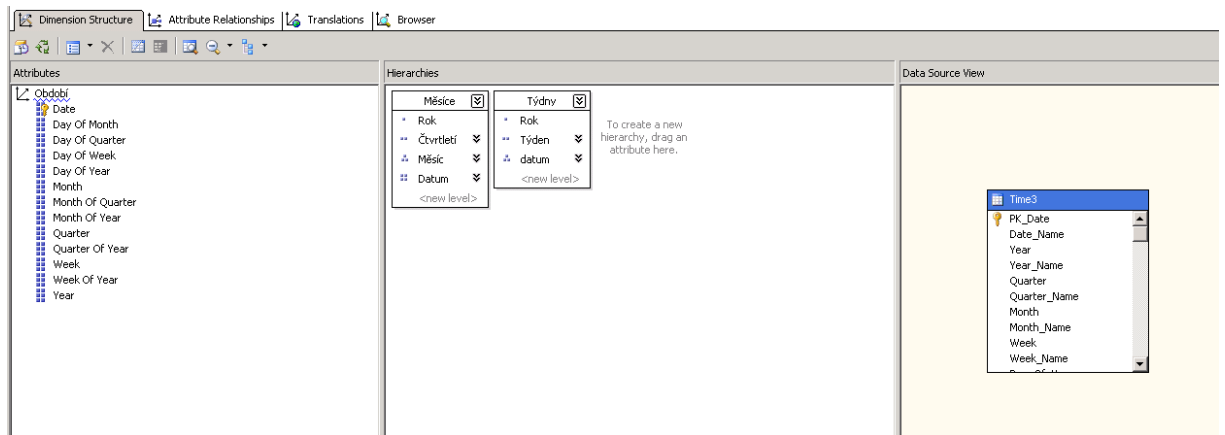 Dimension Structure
Attribute Relationships
Translations
Browser
Attributes
Období
Date
Day Of Month
Day Of Quarter
Day Of Week
Day Of Year
Month
Month Of Quarter
Month Of Year
Quarter
Quarter Of Year
Week
Week Of Year
Year
Hierarchies
Měsíce
Rok
Čtvrtletí
Měsíc
Datum
<new level>
Týdny
Rok
Týden
datum
<new level>
To create a new
hierarchy, drag an
attribute here.
Data Source View
Time3
PK_Date
Date_Name
Year
Year_Name
Quarter
Quarter_Name
Month
Month_Name
Week
Week_Name